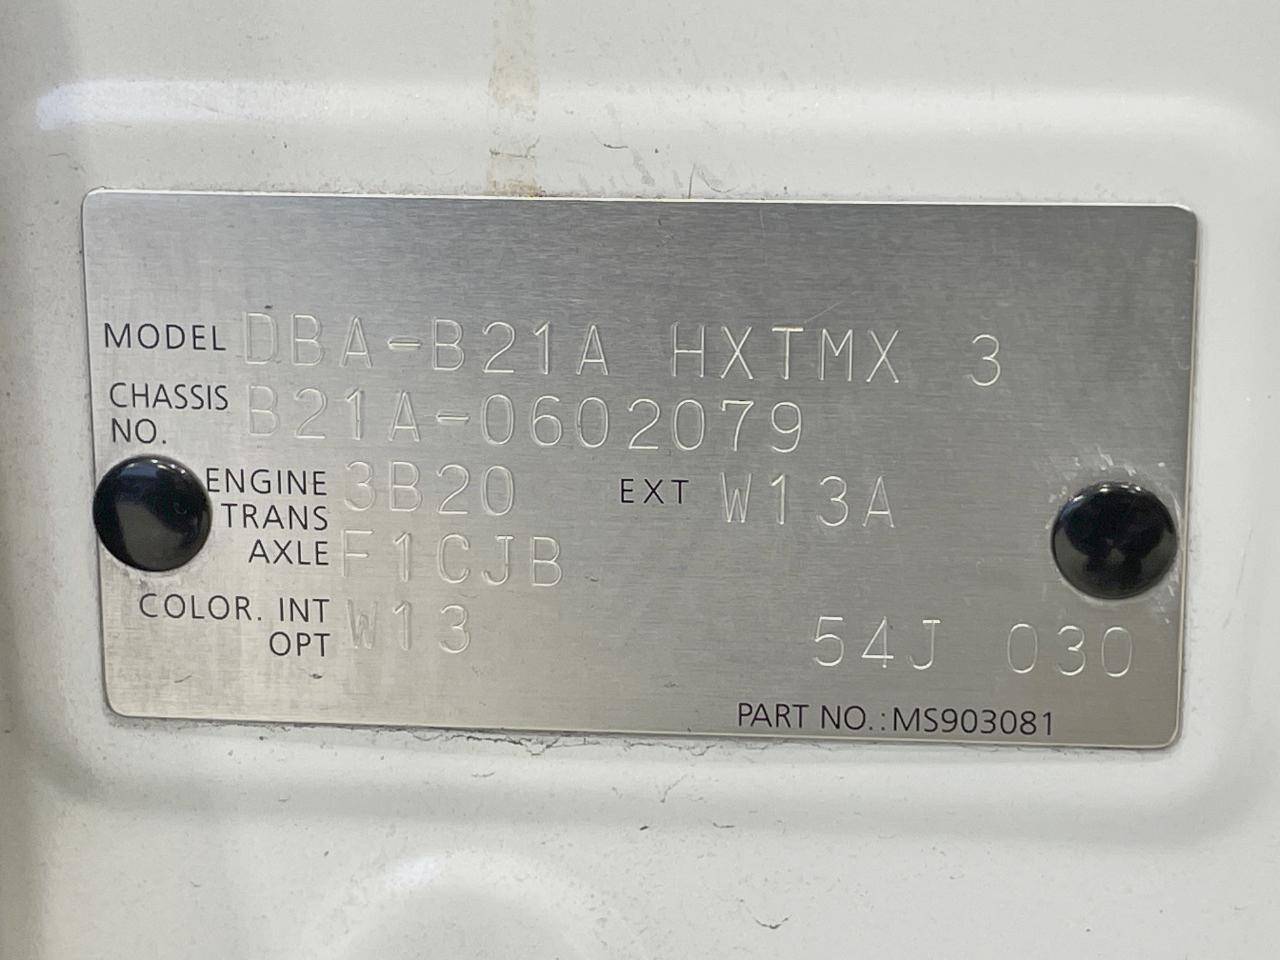 MODEL DBA-B21A HXTMX 3
CHASSIS NO. B21A-0602079
ENGINE 3B20 EXT W13A
TRANS AXLE F1CJB
COLOR. INT W13
OPT 54J 030
PART NO.:MS903081